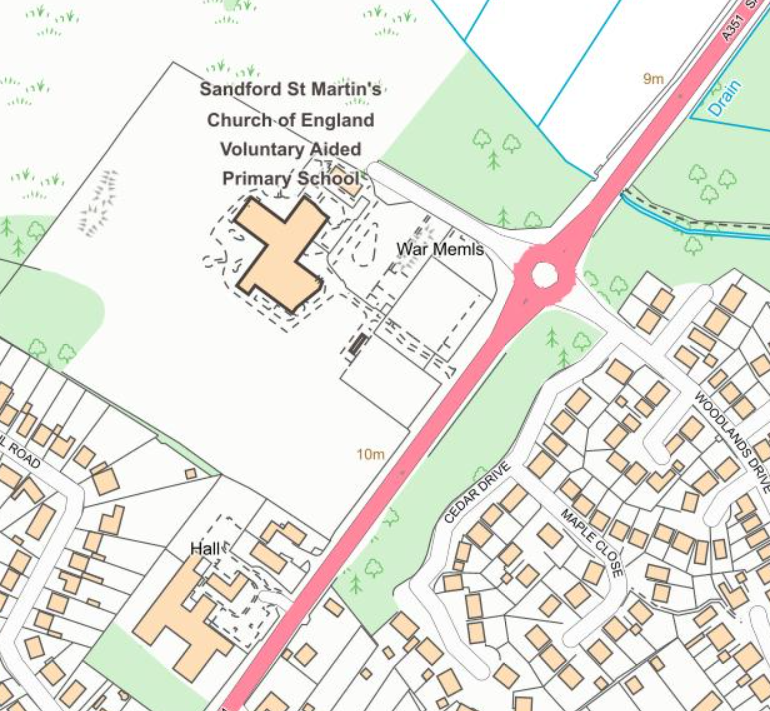 A351
9m
Drain
Sandford St Martin's
Church of England
Voluntary Aided
Primary School
War Memls
10m
WOODLANDS DRIVE
ROAD
CEDAR DRIVE
MAPLE CLOSE
Hall